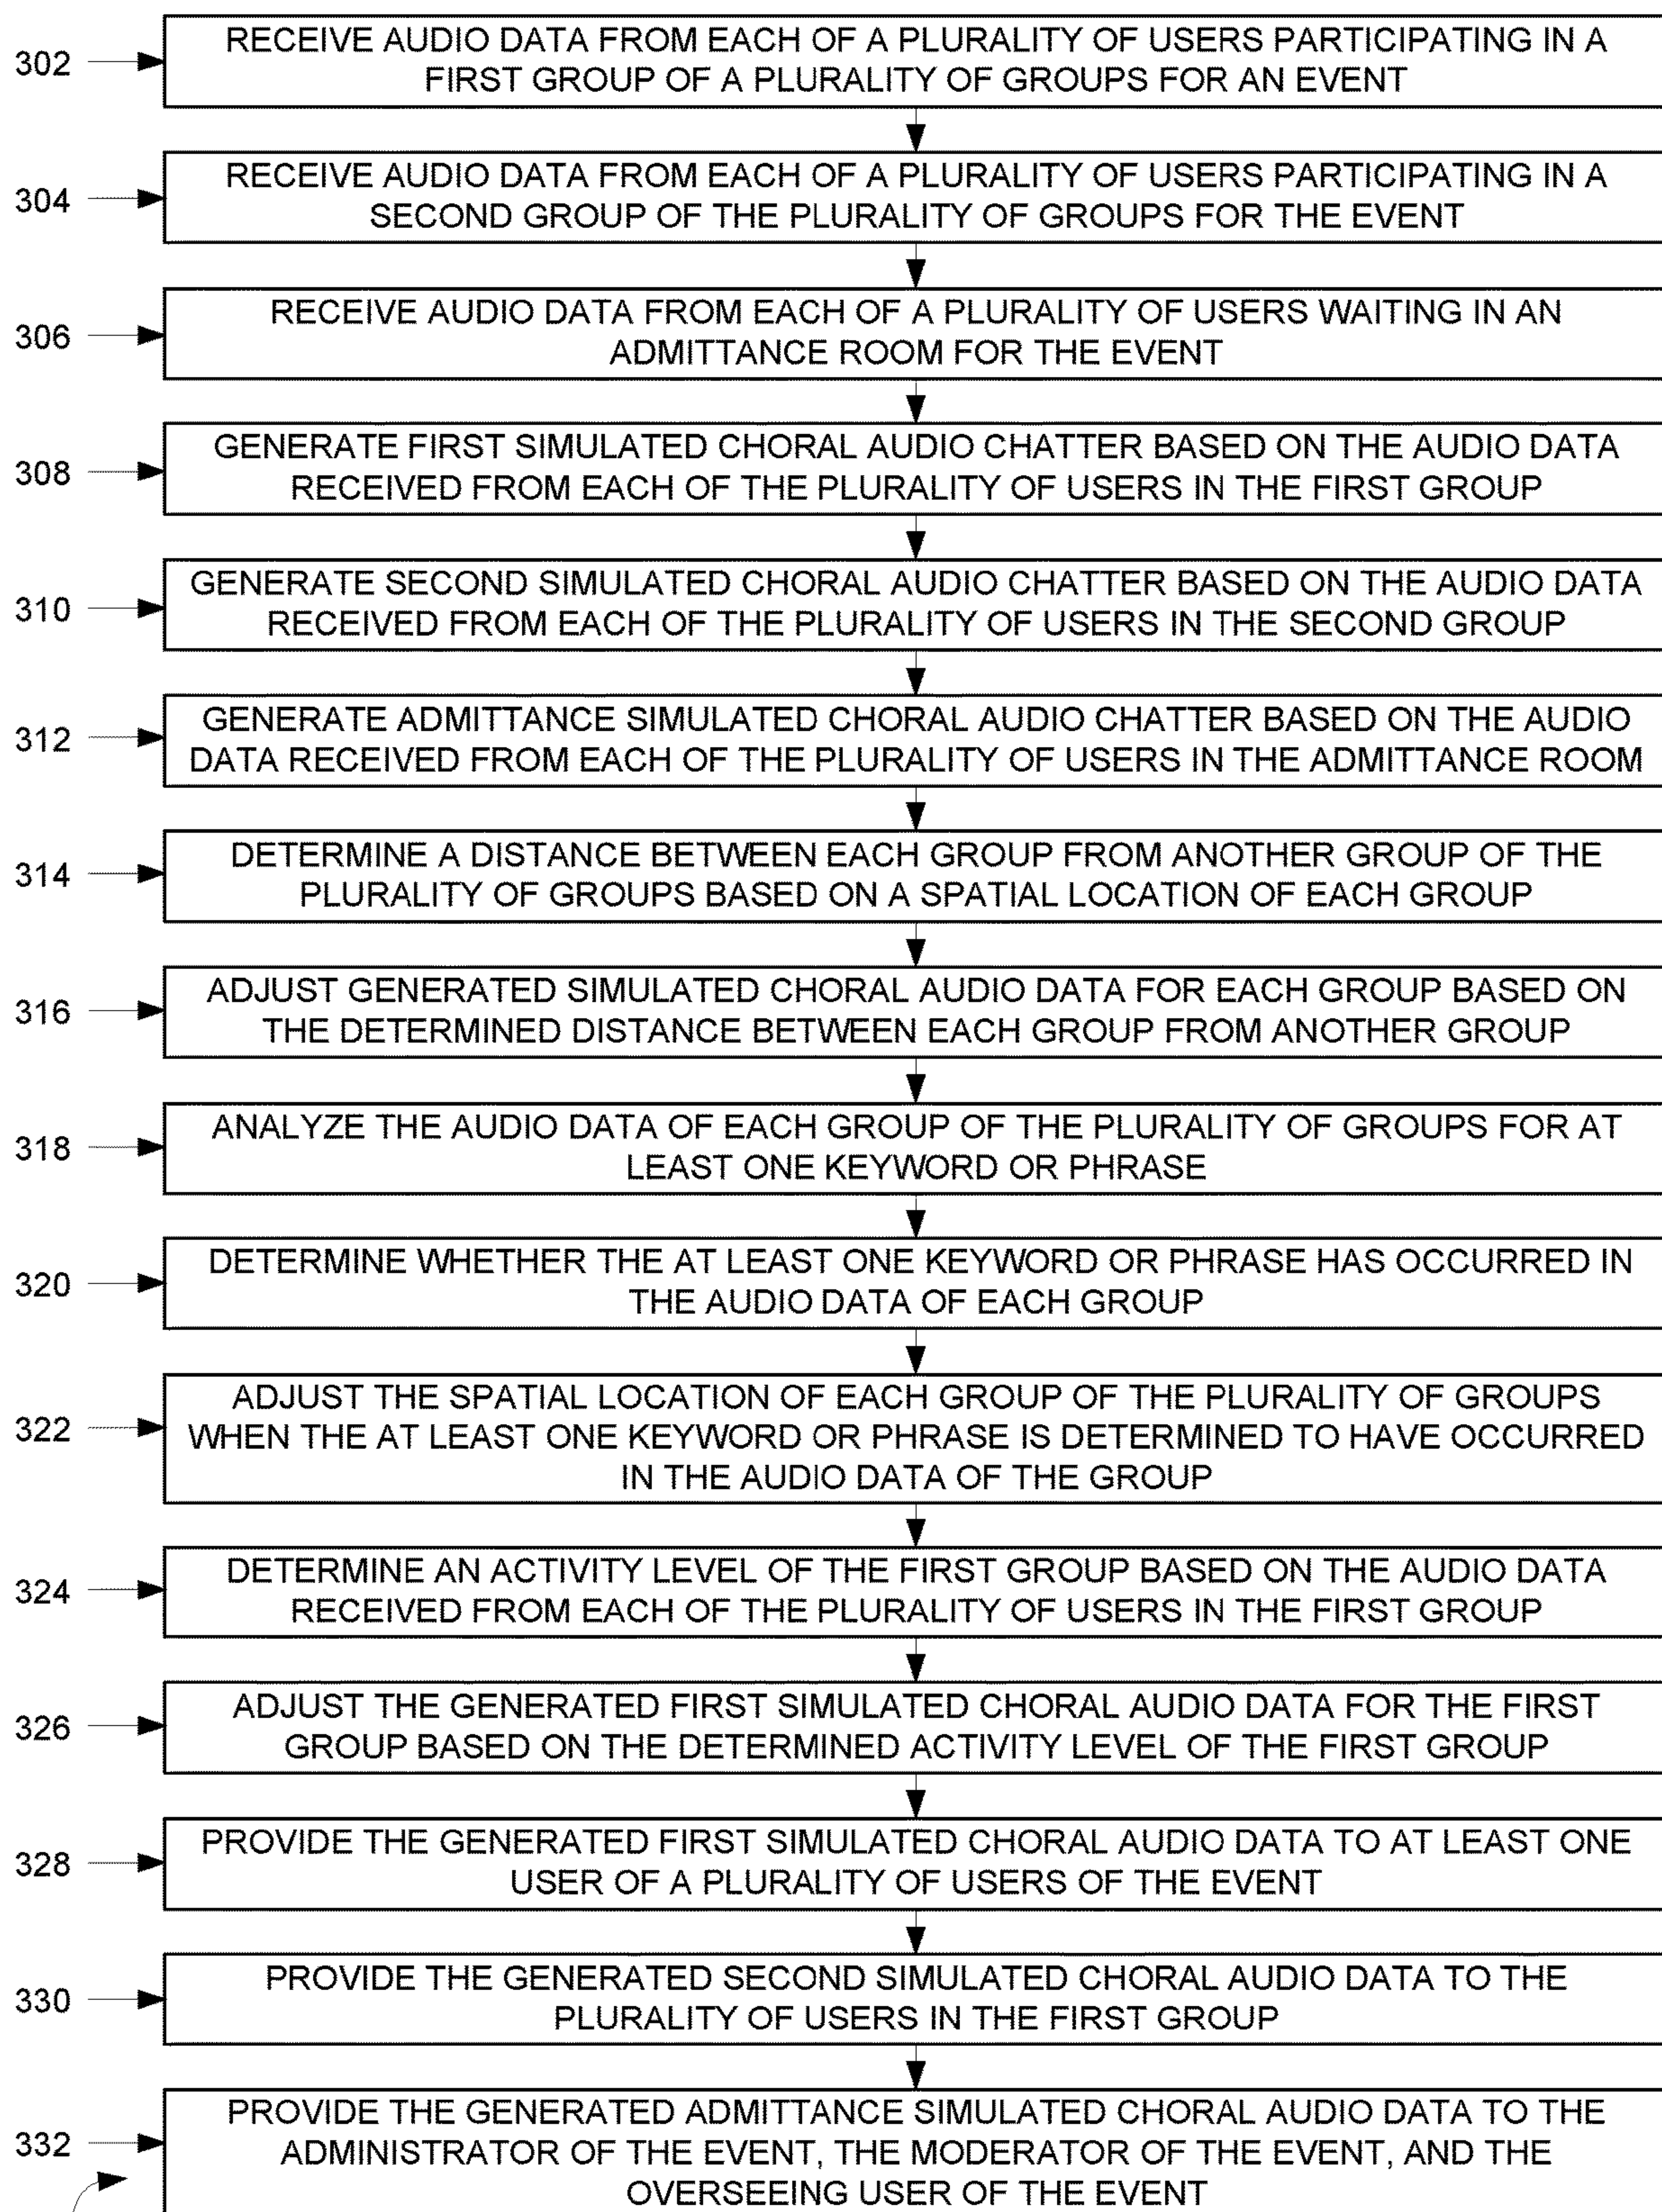 302
RECEIVE AUDIO DATA FROM EACH OF A PLURALITY OF USERS PARTICIPATING IN A
FIRST GROUP OF A PLURALITY OF GROUPS FOR AN EVENT
304
RECEIVE AUDIO DATA FROM EACH OF A PLURALITY OF USERS PARTICIPATING IN A
SECOND GROUP OF THE PLURALITY OF GROUPS FOR THE EVENT
306
RECEIVE AUDIO DATA FROM EACH OF A PLURALITY OF USERS WAITING IN AN
ADMITTANCE ROOM FOR THE EVENT
308
GENERATE FIRST SIMULATED CHORAL AUDIO CHATTER BASED ON THE AUDIO DATA
RECEIVED FROM EACH OF THE PLURALITY OF USERS IN THE FIRST GROUP
310
GENERATE SECOND SIMULATED CHORAL AUDIO CHATTER BASED ON THE AUDIO DATA
RECEIVED FROM EACH OF THE PLURALITY OF USERS IN THE SECOND GROUP
312
GENERATE ADMITTANCE SIMULATED CHORAL AUDIO CHATTER BASED ON THE AUDIO
DATA RECEIVED FROM EACH OF THE PLURALITY OF USERS IN THE ADMITTANCE ROOM
314
DETERMINE A DISTANCE BETWEEN EACH GROUP FROM ANOTHER GROUP OF THE
PLURALITY OF GROUPS BASED ON A SPATIAL LOCATION OF EACH GROUP
316
ADJUST GENERATED SIMULATED CHORAL AUDIO DATA FOR EACH GROUP BASED ON
THE DETERMINED DISTANCE BETWEEN EACH GROUP FROM ANOTHER GROUP
318
ANALYZE THE AUDIO DATA OF EACH GROUP OF THE PLURALITY OF GROUPS FOR AT
LEAST ONE KEYWORD OR PHRASE
320
DETERMINE WHETHER THE AT LEAST ONE KEYWORD OR PHRASE HAS OCCURRED IN
THE AUDIO DATA OF EACH GROUP
322
ADJUST THE SPATIAL LOCATION OF EACH GROUP OF THE PLURALITY OF GROUPS
WHEN THE AT LEAST ONE KEYWORD OR PHRASE IS DETERMINED TO HAVE OCCURRED
IN THE AUDIO DATA OF THE GROUP
324
DETERMINE AN ACTIVITY LEVEL OF THE FIRST GROUP BASED ON THE AUDIO DATA
RECEIVED FROM EACH OF THE PLURALITY OF USERS IN THE FIRST GROUP
326
ADJUST THE GENERATED FIRST SIMULATED CHORAL AUDIO DATA FOR THE FIRST
GROUP BASED ON THE DETERMINED ACTIVITY LEVEL OF THE FIRST GROUP
328
PROVIDE THE GENERATED FIRST SIMULATED CHORAL AUDIO DATA TO AT LEAST ONE
USER OF A PLURALITY OF USERS OF THE EVENT
330
PROVIDE THE GENERATED SECOND SIMULATED CHORAL AUDIO DATA TO THE
PLURALITY OF USERS IN THE FIRST GROUP
332
PROVIDE THE GENERATED ADMITTANCE SIMULATED CHORAL AUDIO DATA TO THE
ADMINISTRATOR OF THE EVENT, THE MODERATOR OF THE EVENT, AND THE
OVERSEEING USER OF THE EVENT